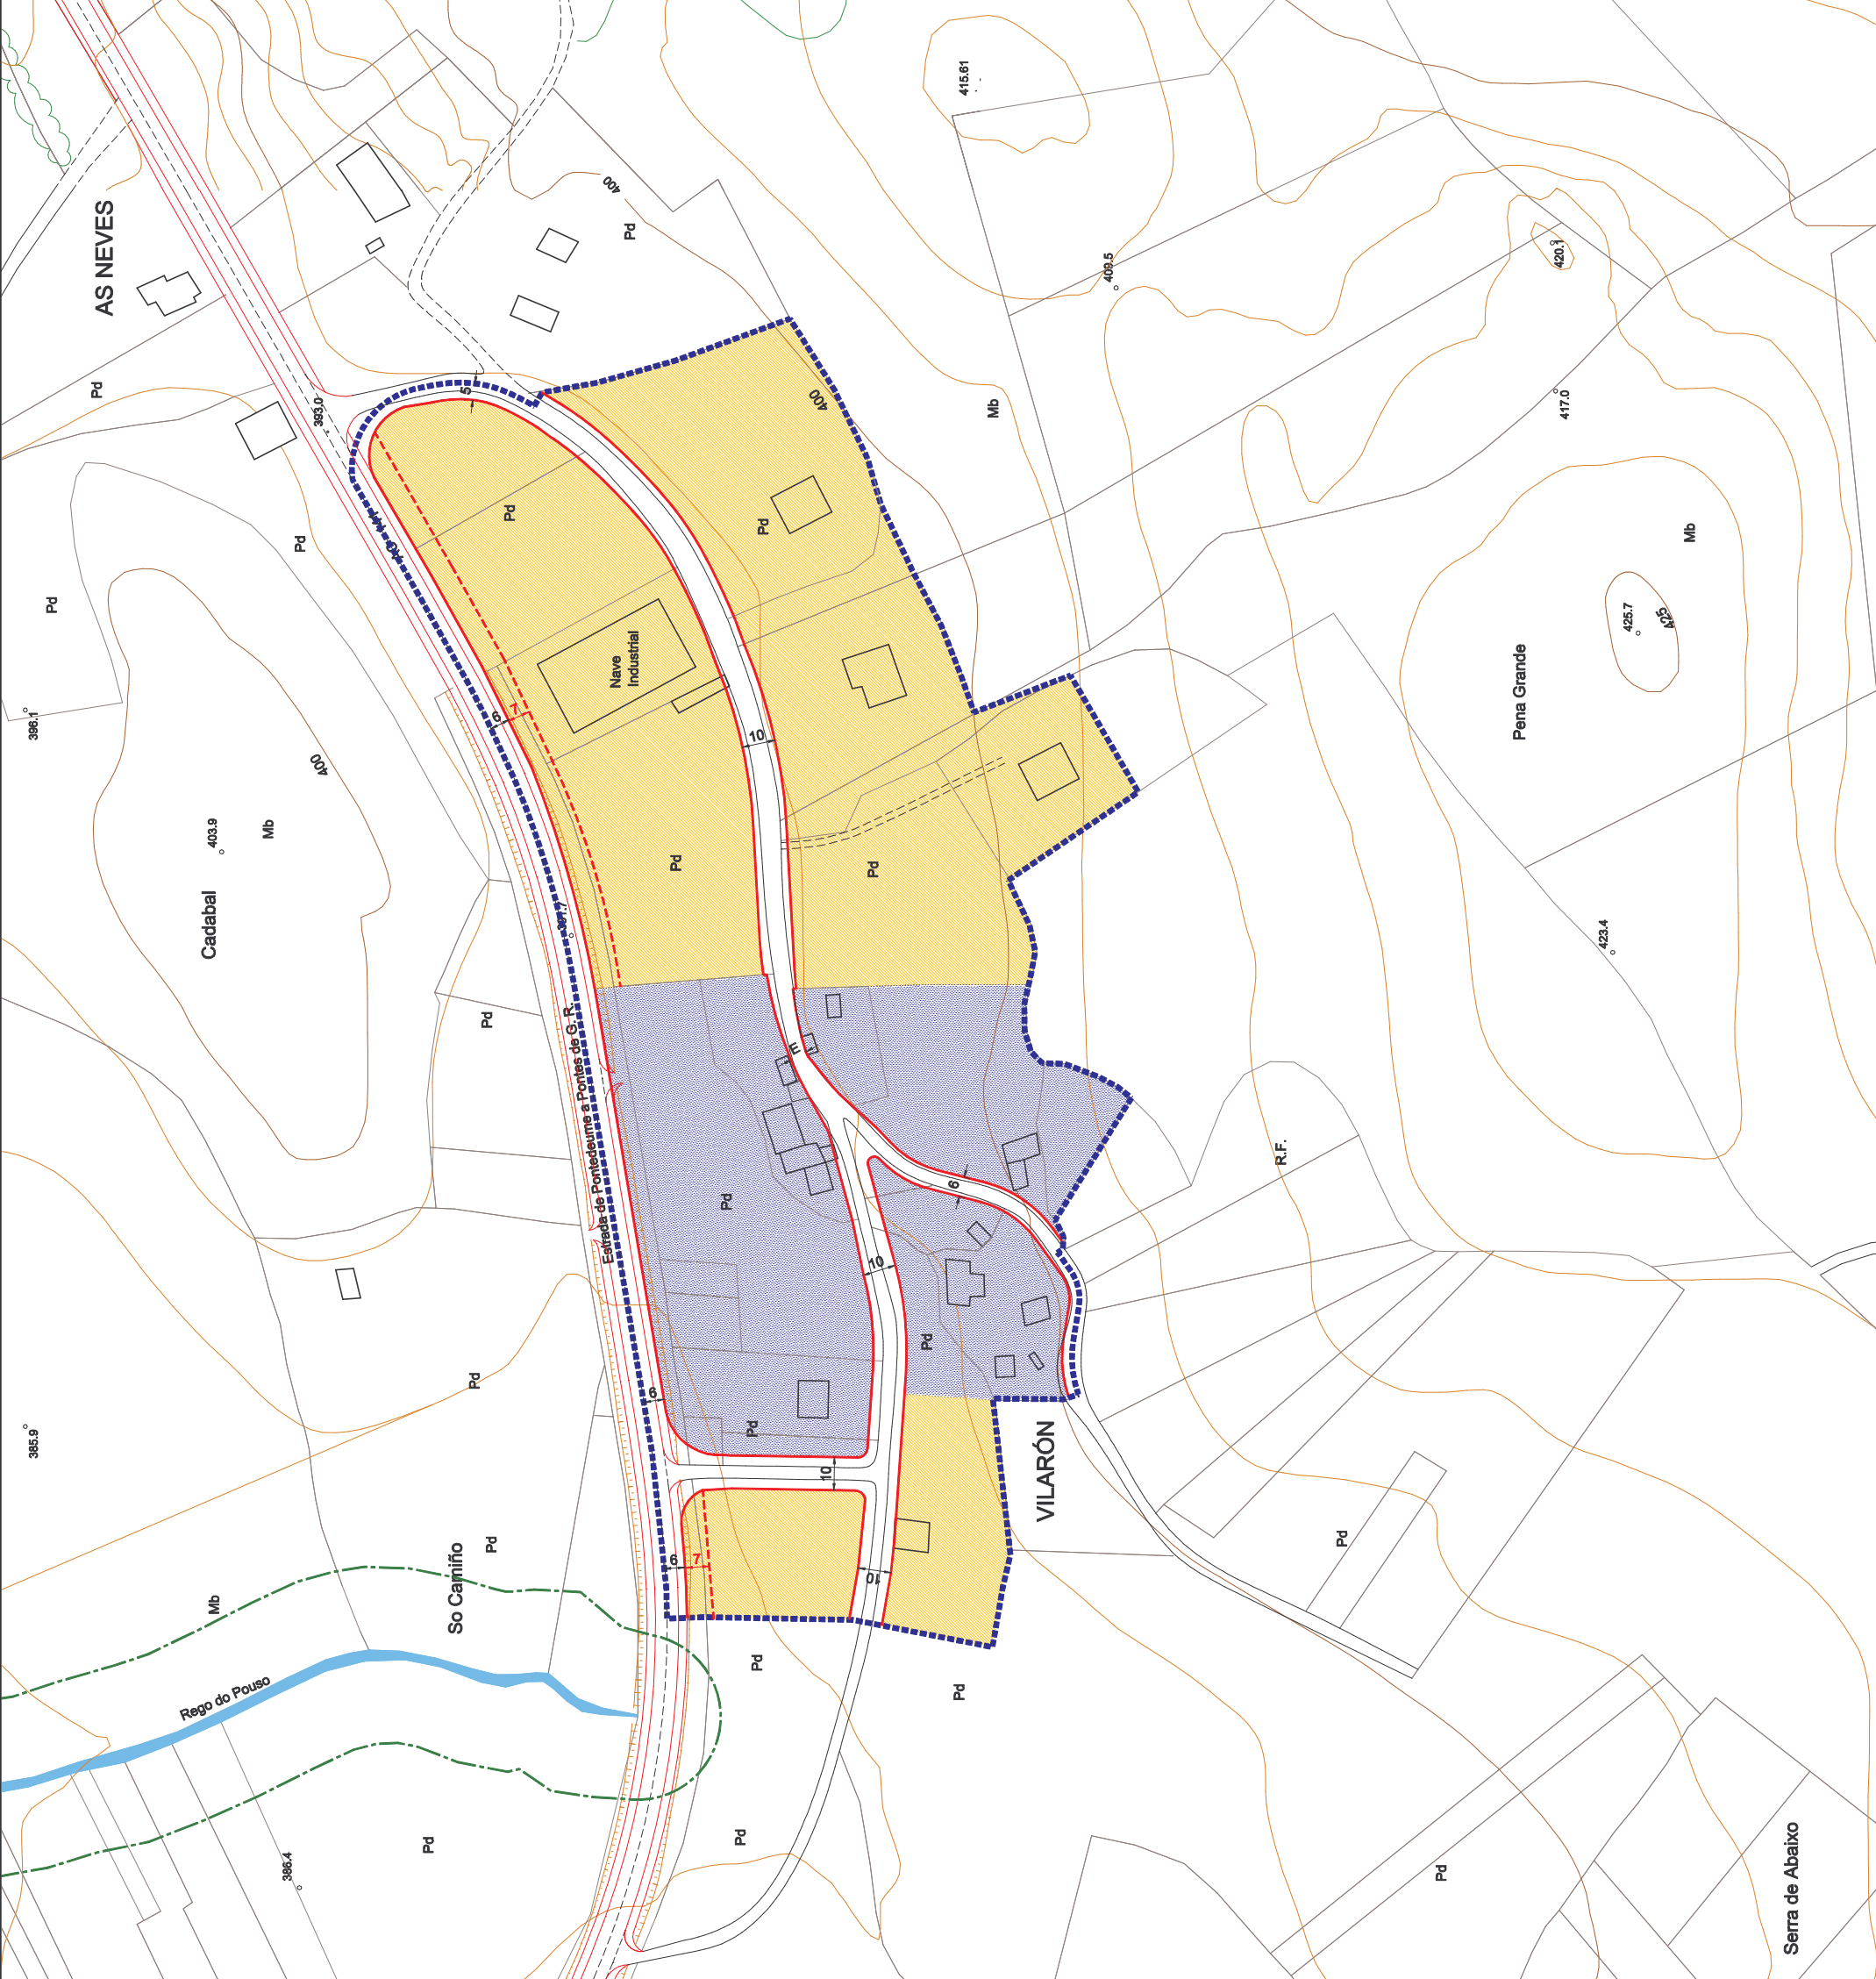 415.61
AS NEVES
400
Pd
420.1
409.5
Pd
5
393.0
400
Mb
417.0
Pd
Pd
Pd
Mb
Pd
Nave
Industrial
425.7
425
Pena Grande
396.1
6
7
10
400
403.9
Mb
Pd
Pd
Cadabal
423.4
Pd
Estrada de Pontedeume a Pontes de G. R.
E
R.F.
6
Pd
10
Pd
Pd
6
Pd
385.9
10
VILARÓN
Pd
So Camiño
Pd
6
7
10
Mb
Pd
Pd
Rego do Pouso
Pd
Pd
386.4
Pd
Serra de Abaixo